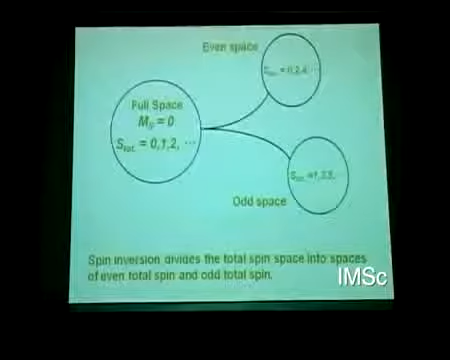 Even space
S_tot. = 0,2,4, ...
Full Space
M_S = 0
S_tot. = 0,1,2, ...
S_tot. =1,3,5, ...
Odd space
Spin inversion divides the total spin space into spaces
of even total spin and odd total spin.
IMSc